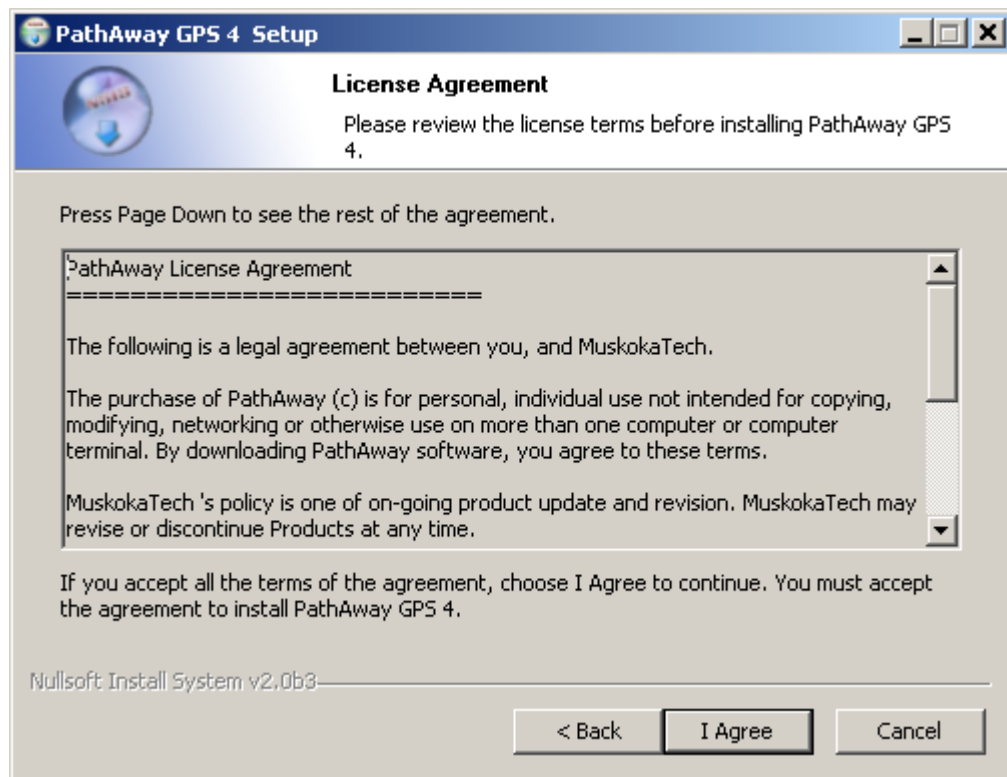 PathAway GPS 4 Setup
License Agreement
Please review the license terms before installing PathAway GPS
4.
Press Page Down to see the rest of the agreement.
PathAway License Agreement
==========================
The following is a legal agreement between you, and MuskokaTech.
The purchase of PathAway (c) is for personal, individual use not intended for copying,
modifying, networking or otherwise use on more than one computer or computer
terminal. By downloading PathAway software, you agree to these terms.
MuskokaTech 's policy is one of on-going product update and revision. MuskokaTech may
revise or discontinue Products at any time.
If you accept all the terms of the agreement, choose I Agree to continue. You must accept
the agreement to install PathAway GPS 4.
Nullsoft Install System v2.0b3
< Back
I Agree
Cancel